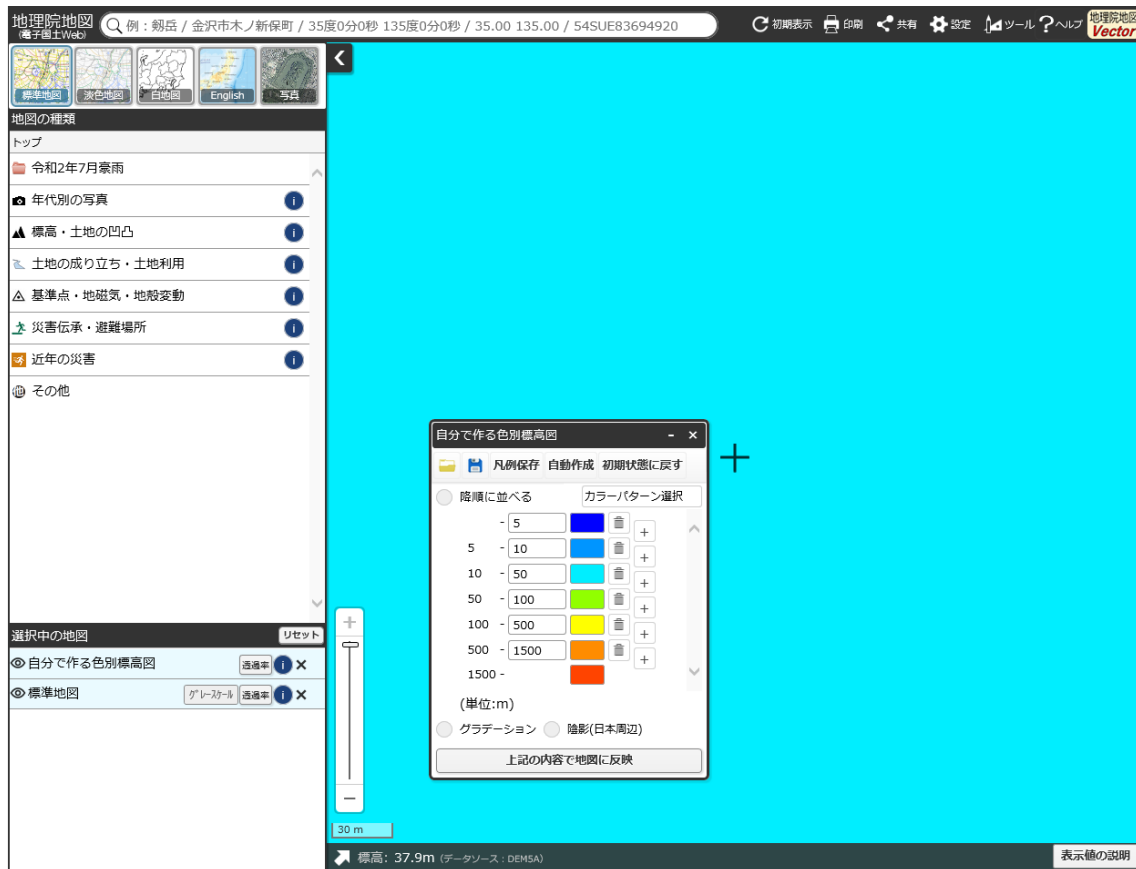 地理院地図
(電子国土Web)
例：剱岳 / 金沢市木ノ新保町 / 35度0分0秒 135度0分0秒 / 35.00 135.00 / 54SUE83694920
初期表示
印刷
共有
設定
ツール
ヘルプ
地理院地図
Vector
標準地図
淡色地図
白地図
English
写真
地図の種類
トップ
令和2年7月豪雨
年代別の写真
標高・土地の凹凸
土地の成り立ち・土地利用
基準点・地磁気・地殻変動
災害伝承・避難場所
近年の災害
その他
選択中の地図
リセット
自分で作る色別標高図
透過率
標準地図
グレースケール
透過率
自分で作る色別標高図
凡例保存 自動作成 初期状態に戻す
降順に並べる
カラーパターン選択
- 5
5 - 10
10 - 50
50 - 100
100 - 500
500 - 1500
1500 -
(単位:m)
グラデーション
陰影(日本周辺)
上記の内容で地図に反映
30 m
標高: 37.9m (データソース：DEM5A)
表示値の説明